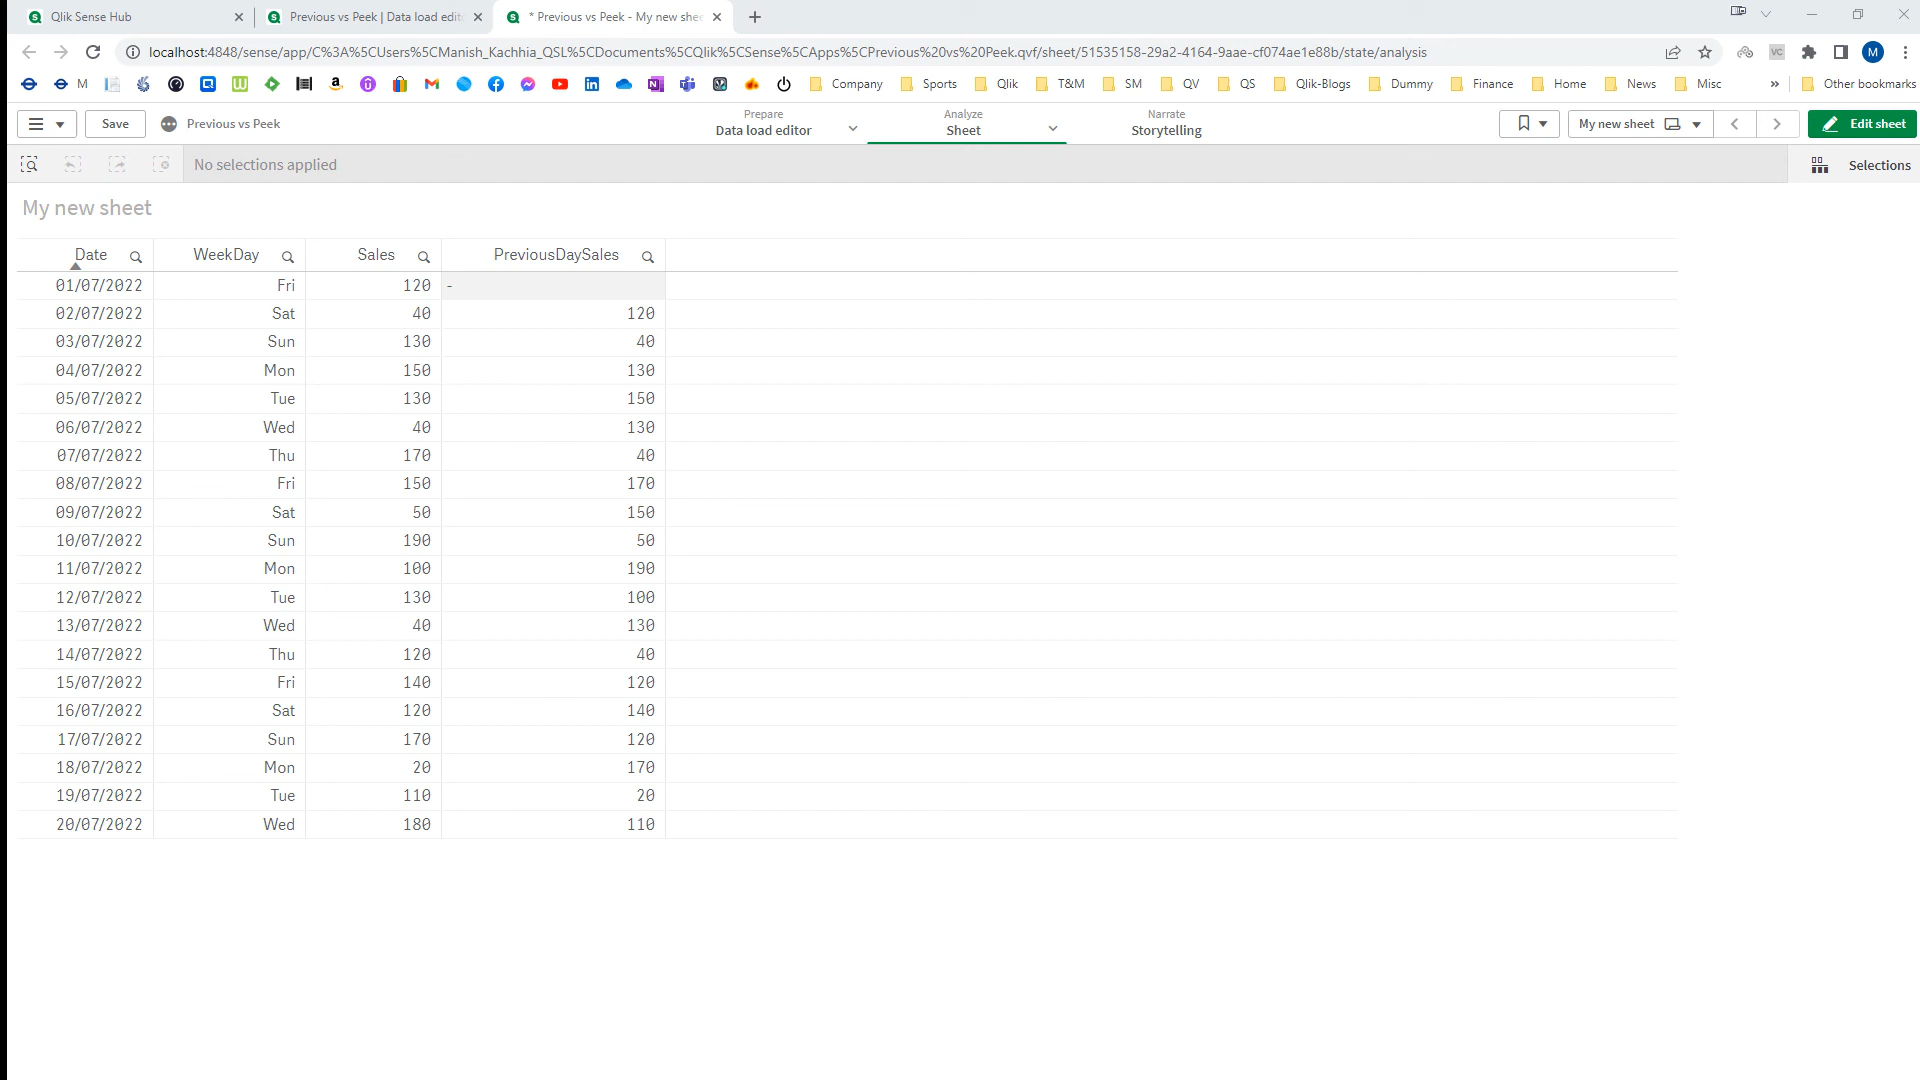 Qlik Sense Hub
Previous vs Peek | Data load edit
* Previous vs Peek - My new shee
localhost:4848/sense/app/C%3A%5CUsers%5CManish_Kachhia_QSL%5CDocuments%5CQlik%5CSense%5CApps%5CPrevious%20vs%20Peek.qvf/sheet/51535158-29a2-4164-9aae-cf074ae1e88b/state/analysis
VC
M
M
Company
Sports
Qlik
T&M
SM
QV
QS
Qlik-Blogs
Dummy
Finance
Home
News
Misc
»
Other bookmarks
Save
Previous vs Peek
Prepare
Data load editor
Analyze
Sheet
Narrate
Storytelling
My new sheet
Edit sheet
No selections applied
Selections
My new sheet
Date WeekDay Sales PreviousDaySales
01/07/2022 Fri 120 -
02/07/2022 Sat 40 120
03/07/2022 Sun 130 40
04/07/2022 Mon 150 130
05/07/2022 Tue 130 150
06/07/2022 Wed 40 130
07/07/2022 Thu 170 40
08/07/2022 Fri 150 170
09/07/2022 Sat 50 150
10/07/2022 Sun 190 50
11/07/2022 Mon 100 190
12/07/2022 Tue 130 100
13/07/2022 Wed 40 130
14/07/2022 Thu 120 40
15/07/2022 Fri 140 120
16/07/2022 Sat 120 140
17/07/2022 Sun 170 120
18/07/2022 Mon 20 170
19/07/2022 Tue 110 20
20/07/2022 Wed 180 110